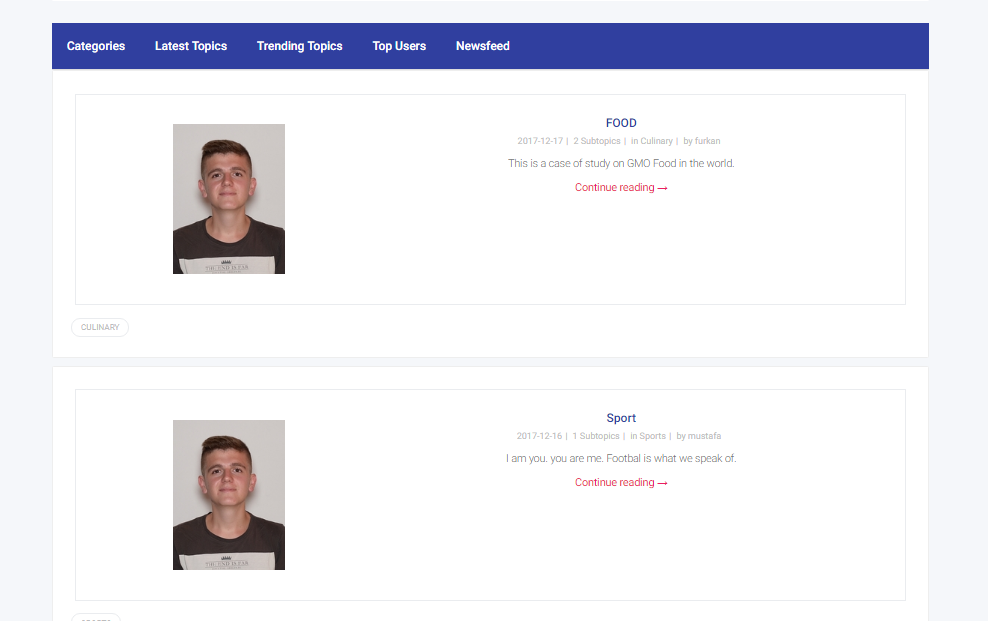 Categories Latest Topics Trending Topics Top Users Newsfeed
FOOD
2017-12-17 | 2 Subtopics | in Culinary | by furkan
This is a case of study on GMO Food in the world.
Continue reading →
CULINARY
Sport
2017-12-16 | 1 Subtopics | in Sports | by mustafa
I am you. you are me. Footbal is what we speak of.
Continue reading →